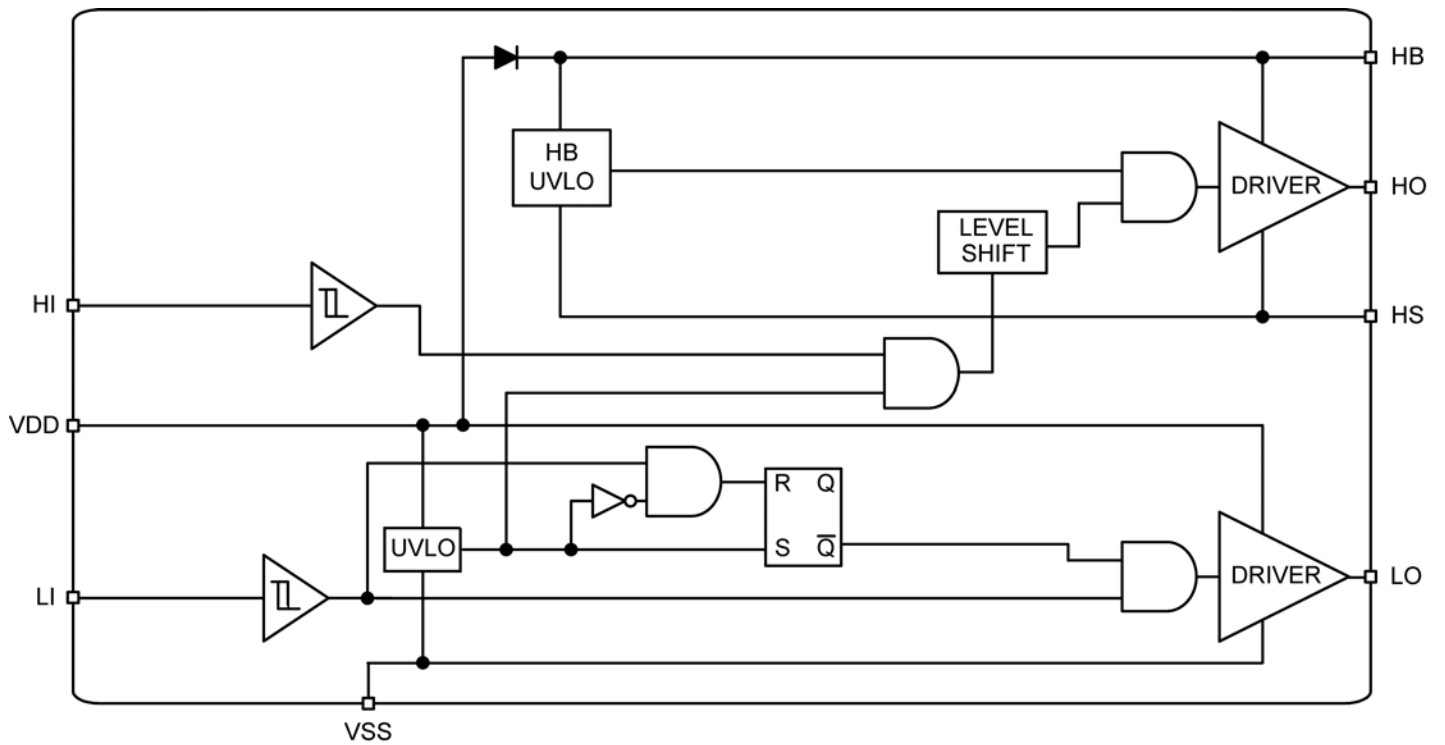 HB
HB
UVLO
DRIVER
HO
LEVEL
SHIFT
HI
HS
VDD
R Q
UVLO
S Q̅
DRIVER
LO
LI
VSS